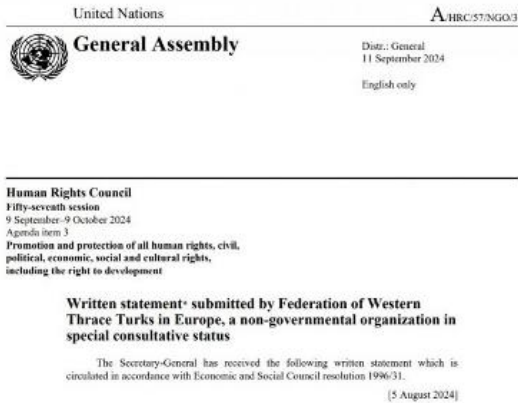 United Nations
A/HRC/57/NGO/3
General Assembly
Distr.: General
11 September 2024
English only
Human Rights Council
Fifty-seventh session
9 September–9 October 2024
Agenda item 3
Promotion and protection of all human rights, civil,
political, economic, social and cultural rights,
including the right to development
Written statement* submitted by Federation of Western
Thrace Turks in Europe, a non-governmental organization in
special consultative status
The Secretary-General has received the following written statement which is
circulated in accordance with Economic and Social Council resolution 1996/31.
[5 August 2024]